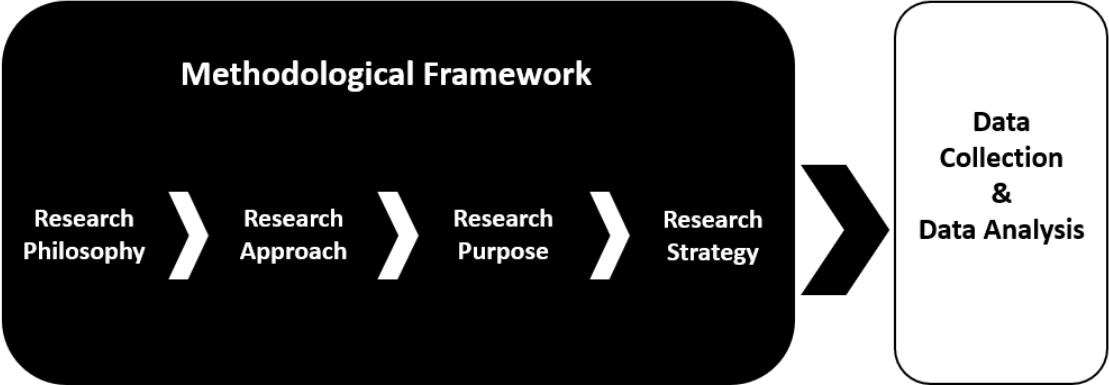 Methodological Framework
Research
Philosophy
Research
Approach
Research
Purpose
Research
Strategy
Data
Collection
&
Data Analysis